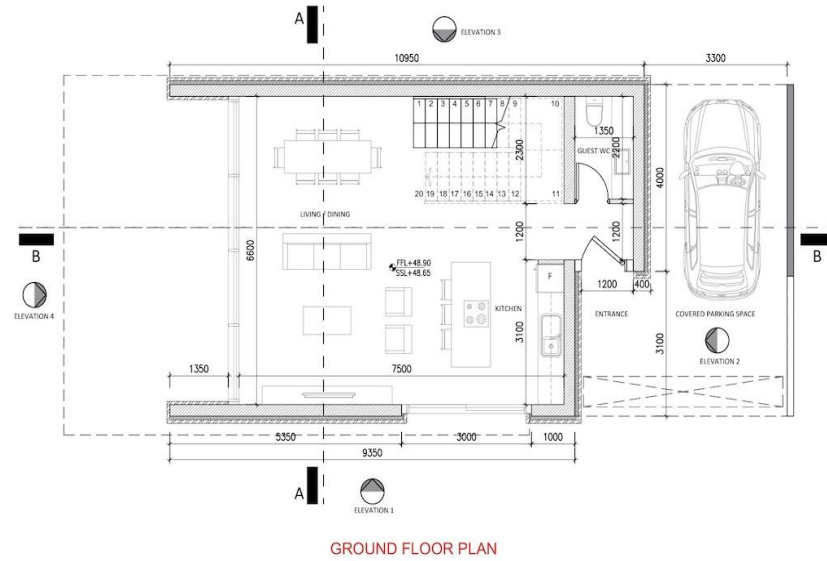 A
ELEVATION 3
10950
3300
1 2 3 4 5 6 7 8 9 10
1350
GUEST WC
2200
2300
4000
20 19 18 17 16 15 14 13 12 11
LIVING / DINING
1200
1200
B
B
6600
FFL+48.90
SSL+48.65
F
1200
400
ELEVATION 4
KITCHEN
ENTRANCE
COVERED PARKING SPACE
3100
3100
ELEVATION 2
1350
7500
5350
3000
1000
9350
A
ELEVATION 1
GROUND FLOOR PLAN